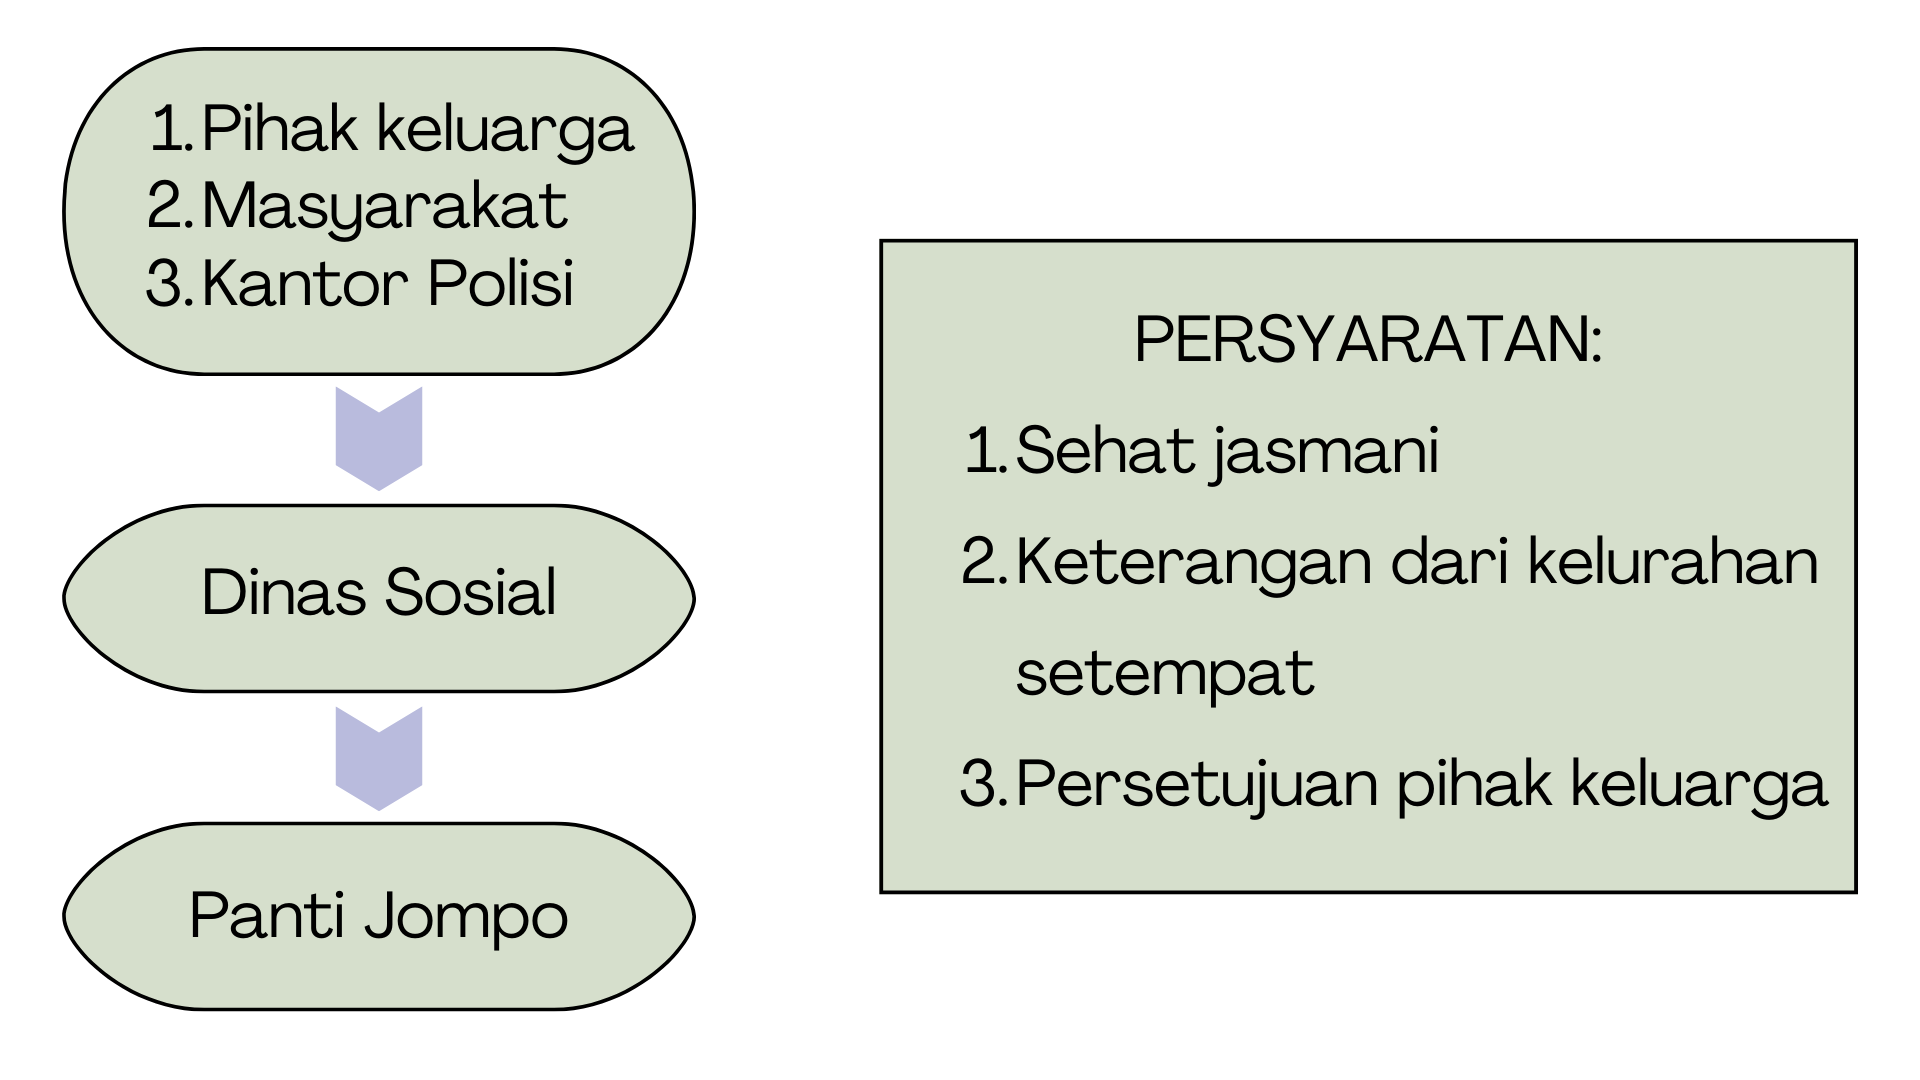 1. Pihak keluarga
2. Masyarakat
3. Kantor Polisi
Dinas Sosial
Panti Jompo
PERSYARATAN:
1. Sehat jasmani
2. Keterangan dari kelurahan
setempat
3. Persetujuan pihak keluarga